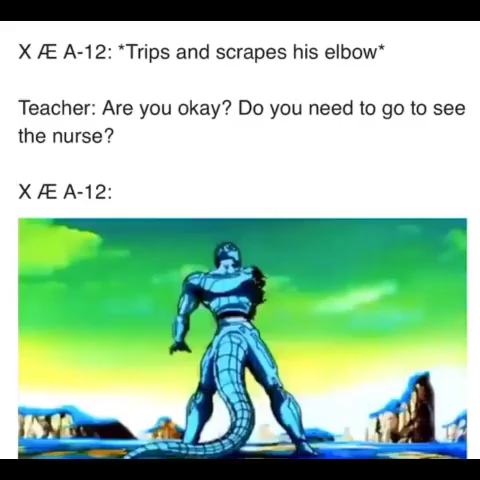 X Æ A-12: *Trips and scrapes his elbow*
Teacher: Are you okay? Do you need to go to see
the nurse?
X Æ A-12: